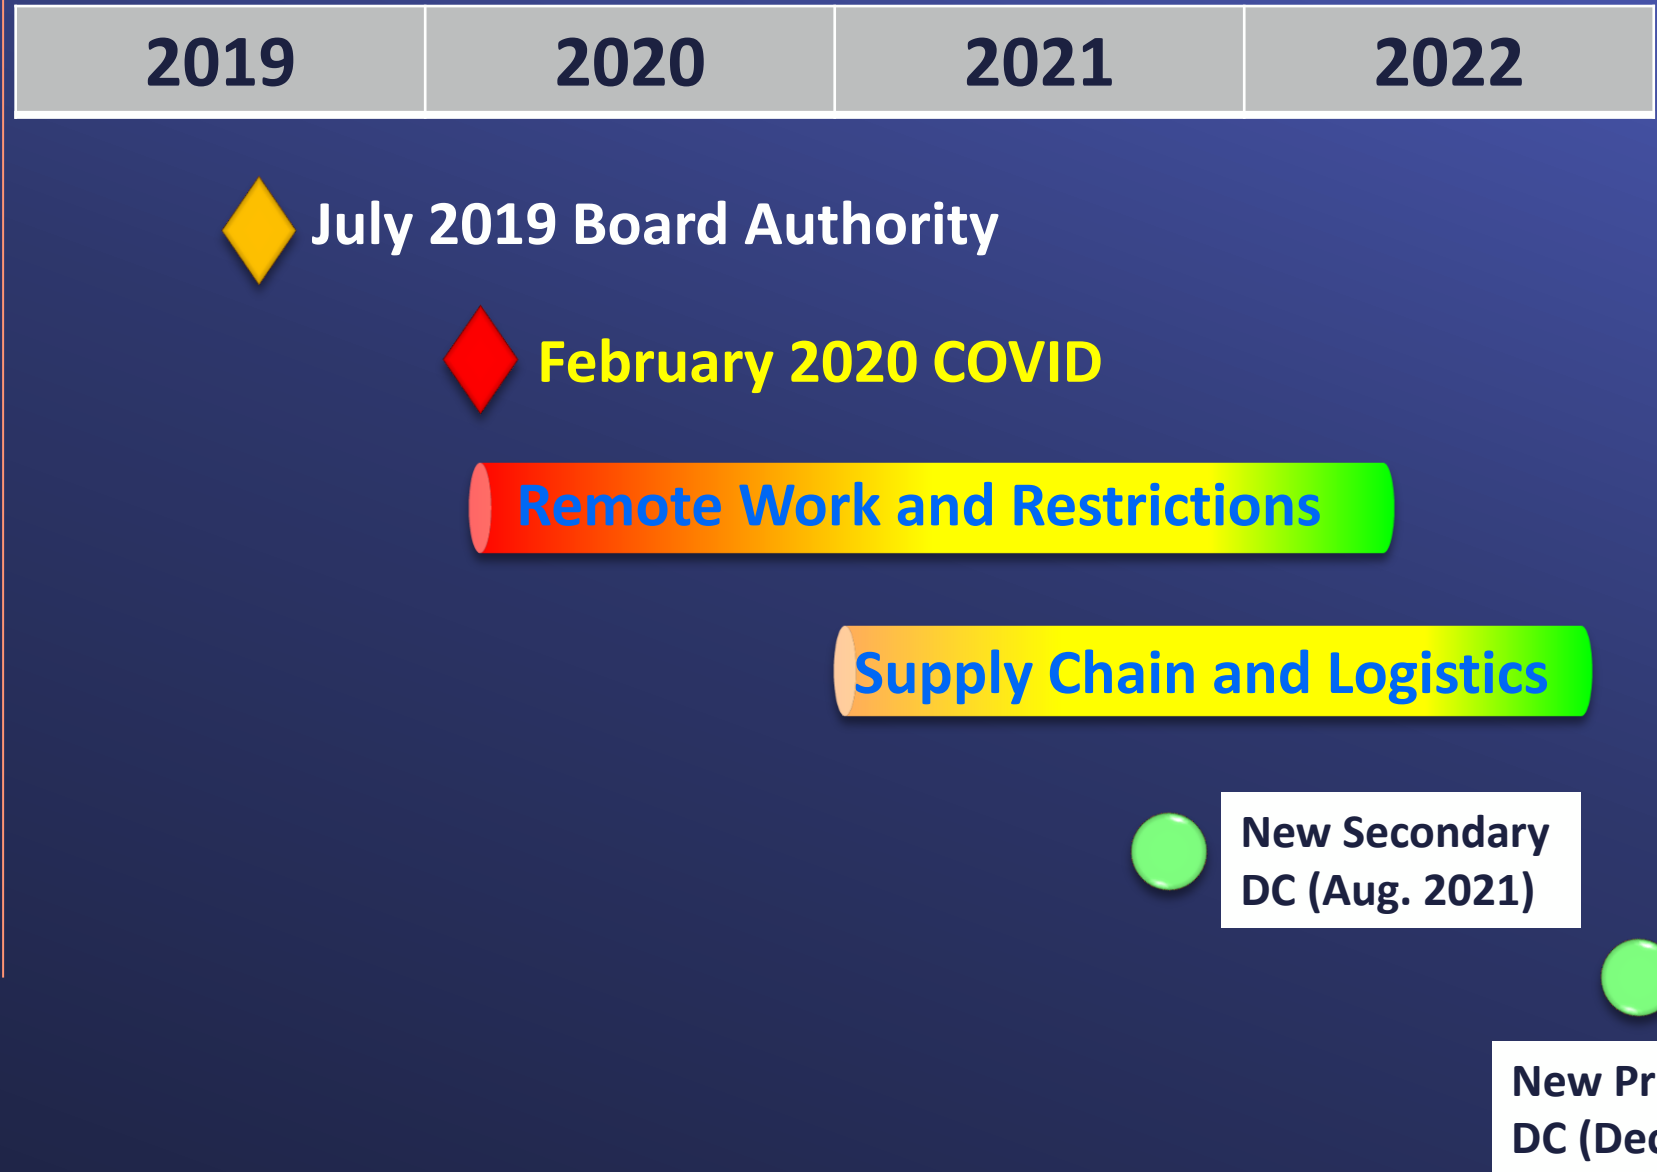 2019 2020 2021 2022
July 2019 Board Authority
February 2020 COVID
Remote Work and Restrictions
Supply Chain and Logistics
New Secondary
DC (Aug. 2021)
New Pr
DC (Dec